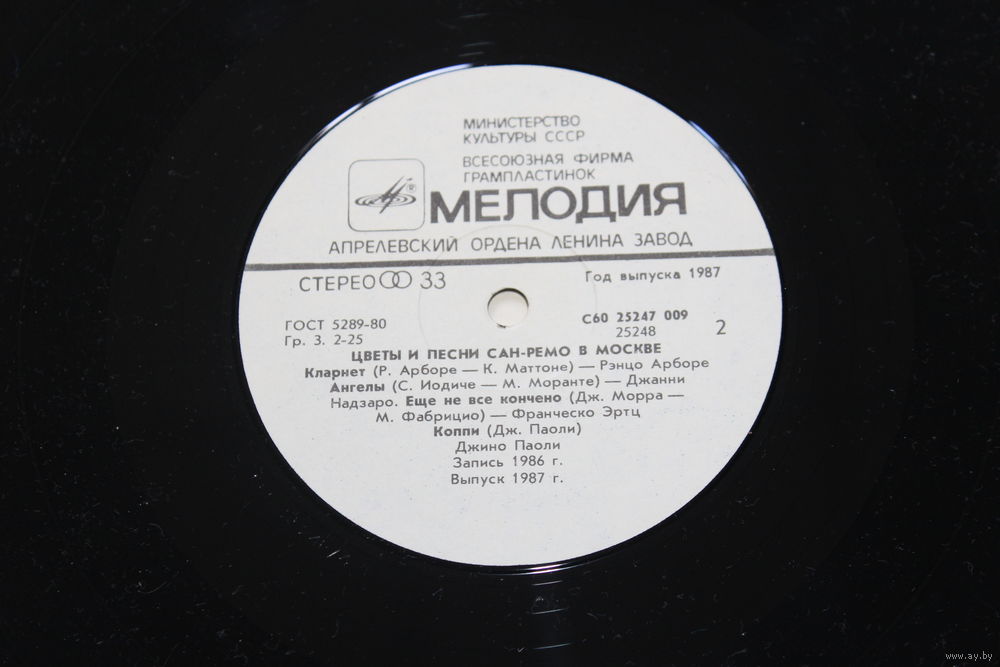 МИНИСТЕРСТВО
КУЛЬТУРЫ СССР
ВСЕСОЮЗНАЯ ФИРМА
ГРАМПЛАСТИНОК
®
МЕЛОДИЯ
АПРЕЛЕВСКИЙ ОРДЕНА ЛЕНИНА ЗАВОД
СТЕРЕО 33
Год выпуска 1987
ГОСТ 5289-80
Гр. 3. 2-25
С60 25247 009
25248
2
ЦВЕТЫ И ПЕСНИ САН-РЕМО В МОСКВЕ
Кларнет (Р. Арборе — К. Маттоне) — Рэнцо Арборе
Ангелы (С. Иодиче — М. Моранте) — Джанни
Надзаро. Еще не все кончено (Дж. Морра —
М. Фабрицио) — Франческо Эртц
Коппи (Дж. Паоли)
Джино Паоли
Запись 1986 г.
Выпуск 1987 г.
www.ay.by